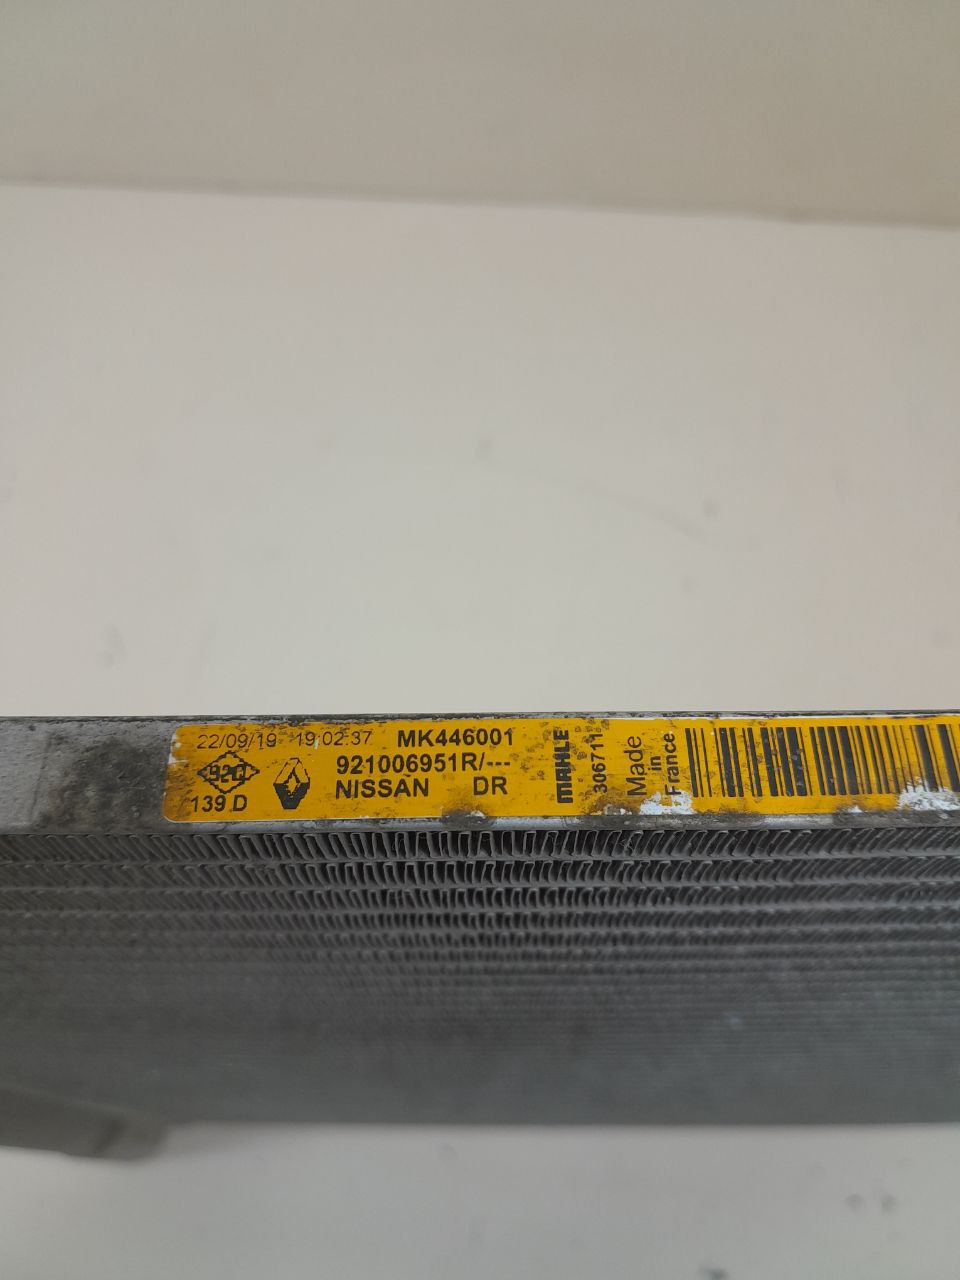 22/09/19 19:02:37 MK446001
921006951R/---
NISSAN DR
139 D
MAHLE
306711
Made
in
France